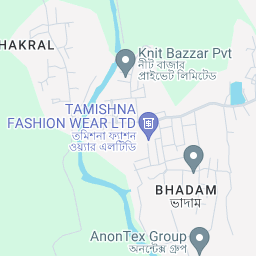 HAKRAL
Knit Bazzar Pvt
নীট বাজার
প্রাইভেট লিমিটেড
TAMISHNA
FASHION WEAR LTD
তমিশনা ফ্যাশন
ওয়্যার এলটিডি
BHADAM
ভাদাম
AnonTex Group
অনন্টেক্স গ্রুপ